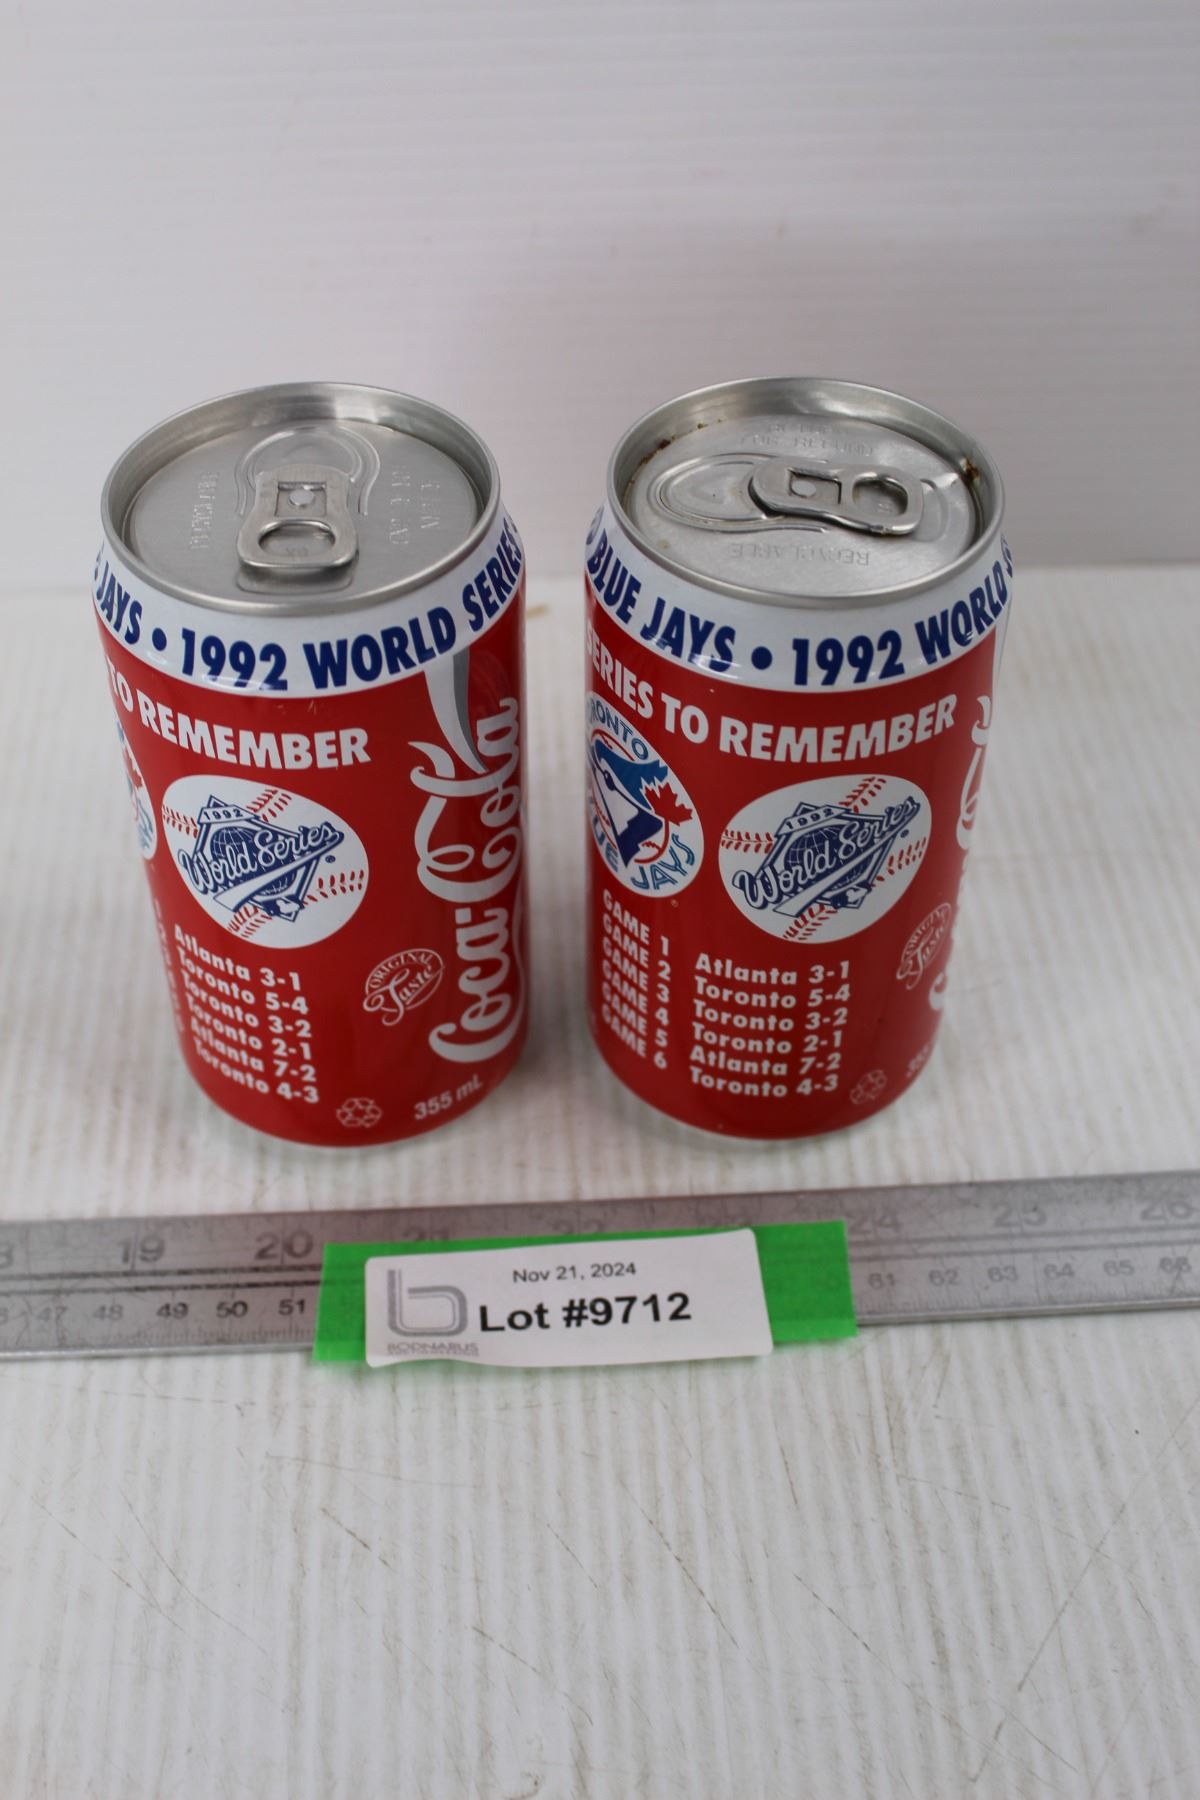 RECYCLABLE
JAYS • 1992 WORLD SERIES
TO REMEMBER
1992
World Series
Atlanta 3-1
Toronto 5-4
Toronto 3-2
Toronto 2-1
Atlanta 7-2
Toronto 4-3
ORIGINAL
Taste
Coca-Cola
355 mL
FOR REFUND
RECYCLABLE
BLUE JAYS • 1992 WORLD S
SERIES TO REMEMBER
JAYS
1992
World Series
GAME 1 Atlanta 3-1
GAME 2 Toronto 5-4
GAME 3 Toronto 3-2
GAME 4 Toronto 2-1
GAME 5 Atlanta 7-2
GAME 6 Toronto 4-3
ORIGINAL
Taste
19 20 21 22 24 25 26
47 48 49 50 51 61 62 63 64 65 66
Nov 21, 2024
Lot #9712
BODNARUS
AUCTIONEERING